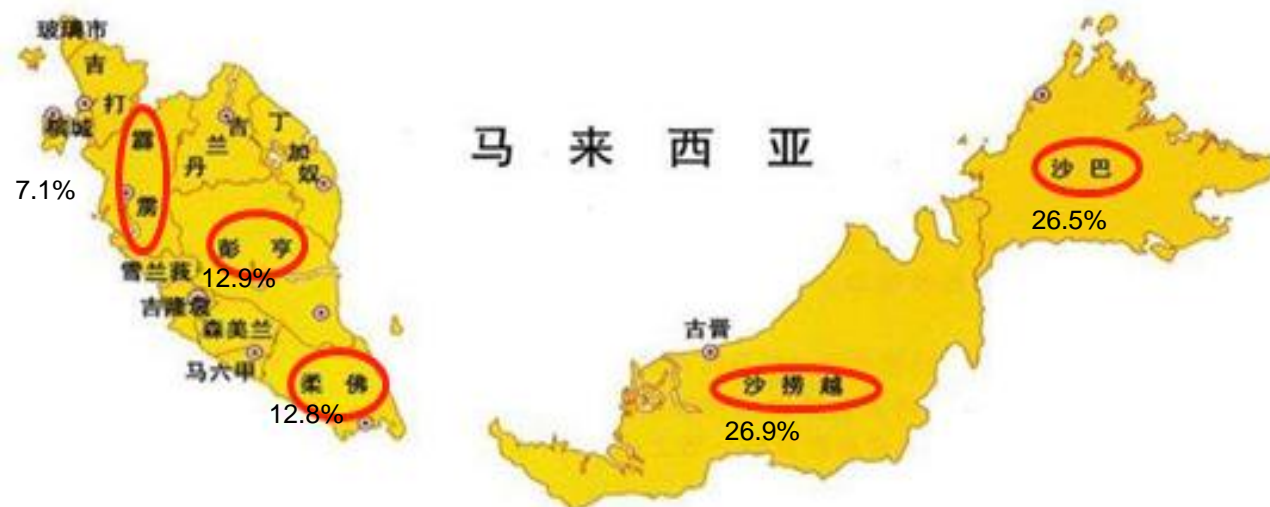 玻璃市
吉打
槟城
霹雳
7.1%
吉兰丹
丁加奴
彭亨
12.9%
雪兰莪
吉隆坡
森美兰
马六甲
柔佛
12.8%
马来西亚
沙巴
26.5%
古晋
沙捞越
26.9%